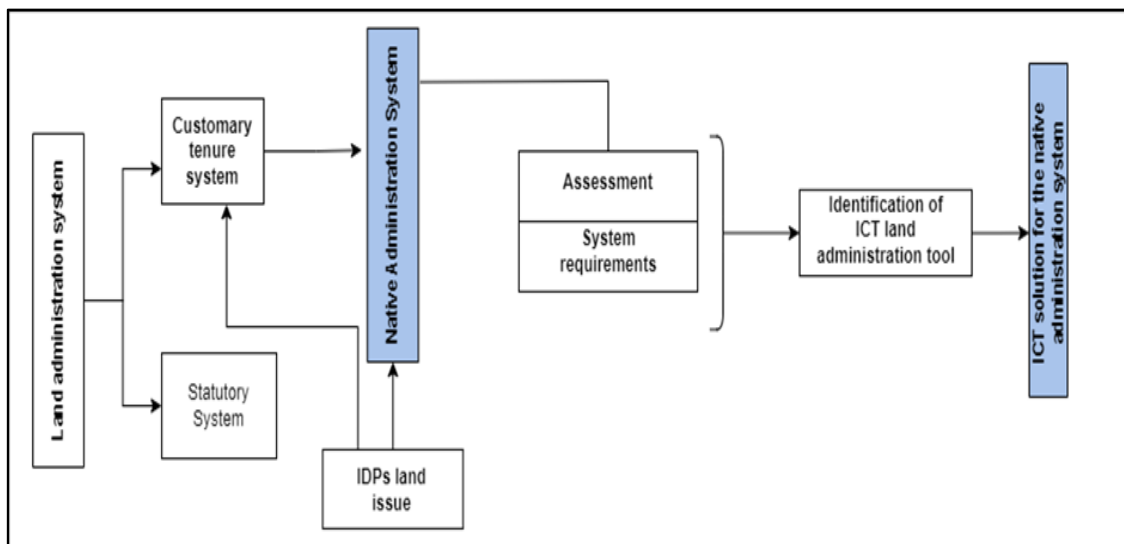 Land administration system
Customary
tenure
system
Statutory
System
Native Administration System
IDPs land
issue
Assessment
System
requirements
Identification of
ICT land
administration tool
ICT solution for the native
administration system